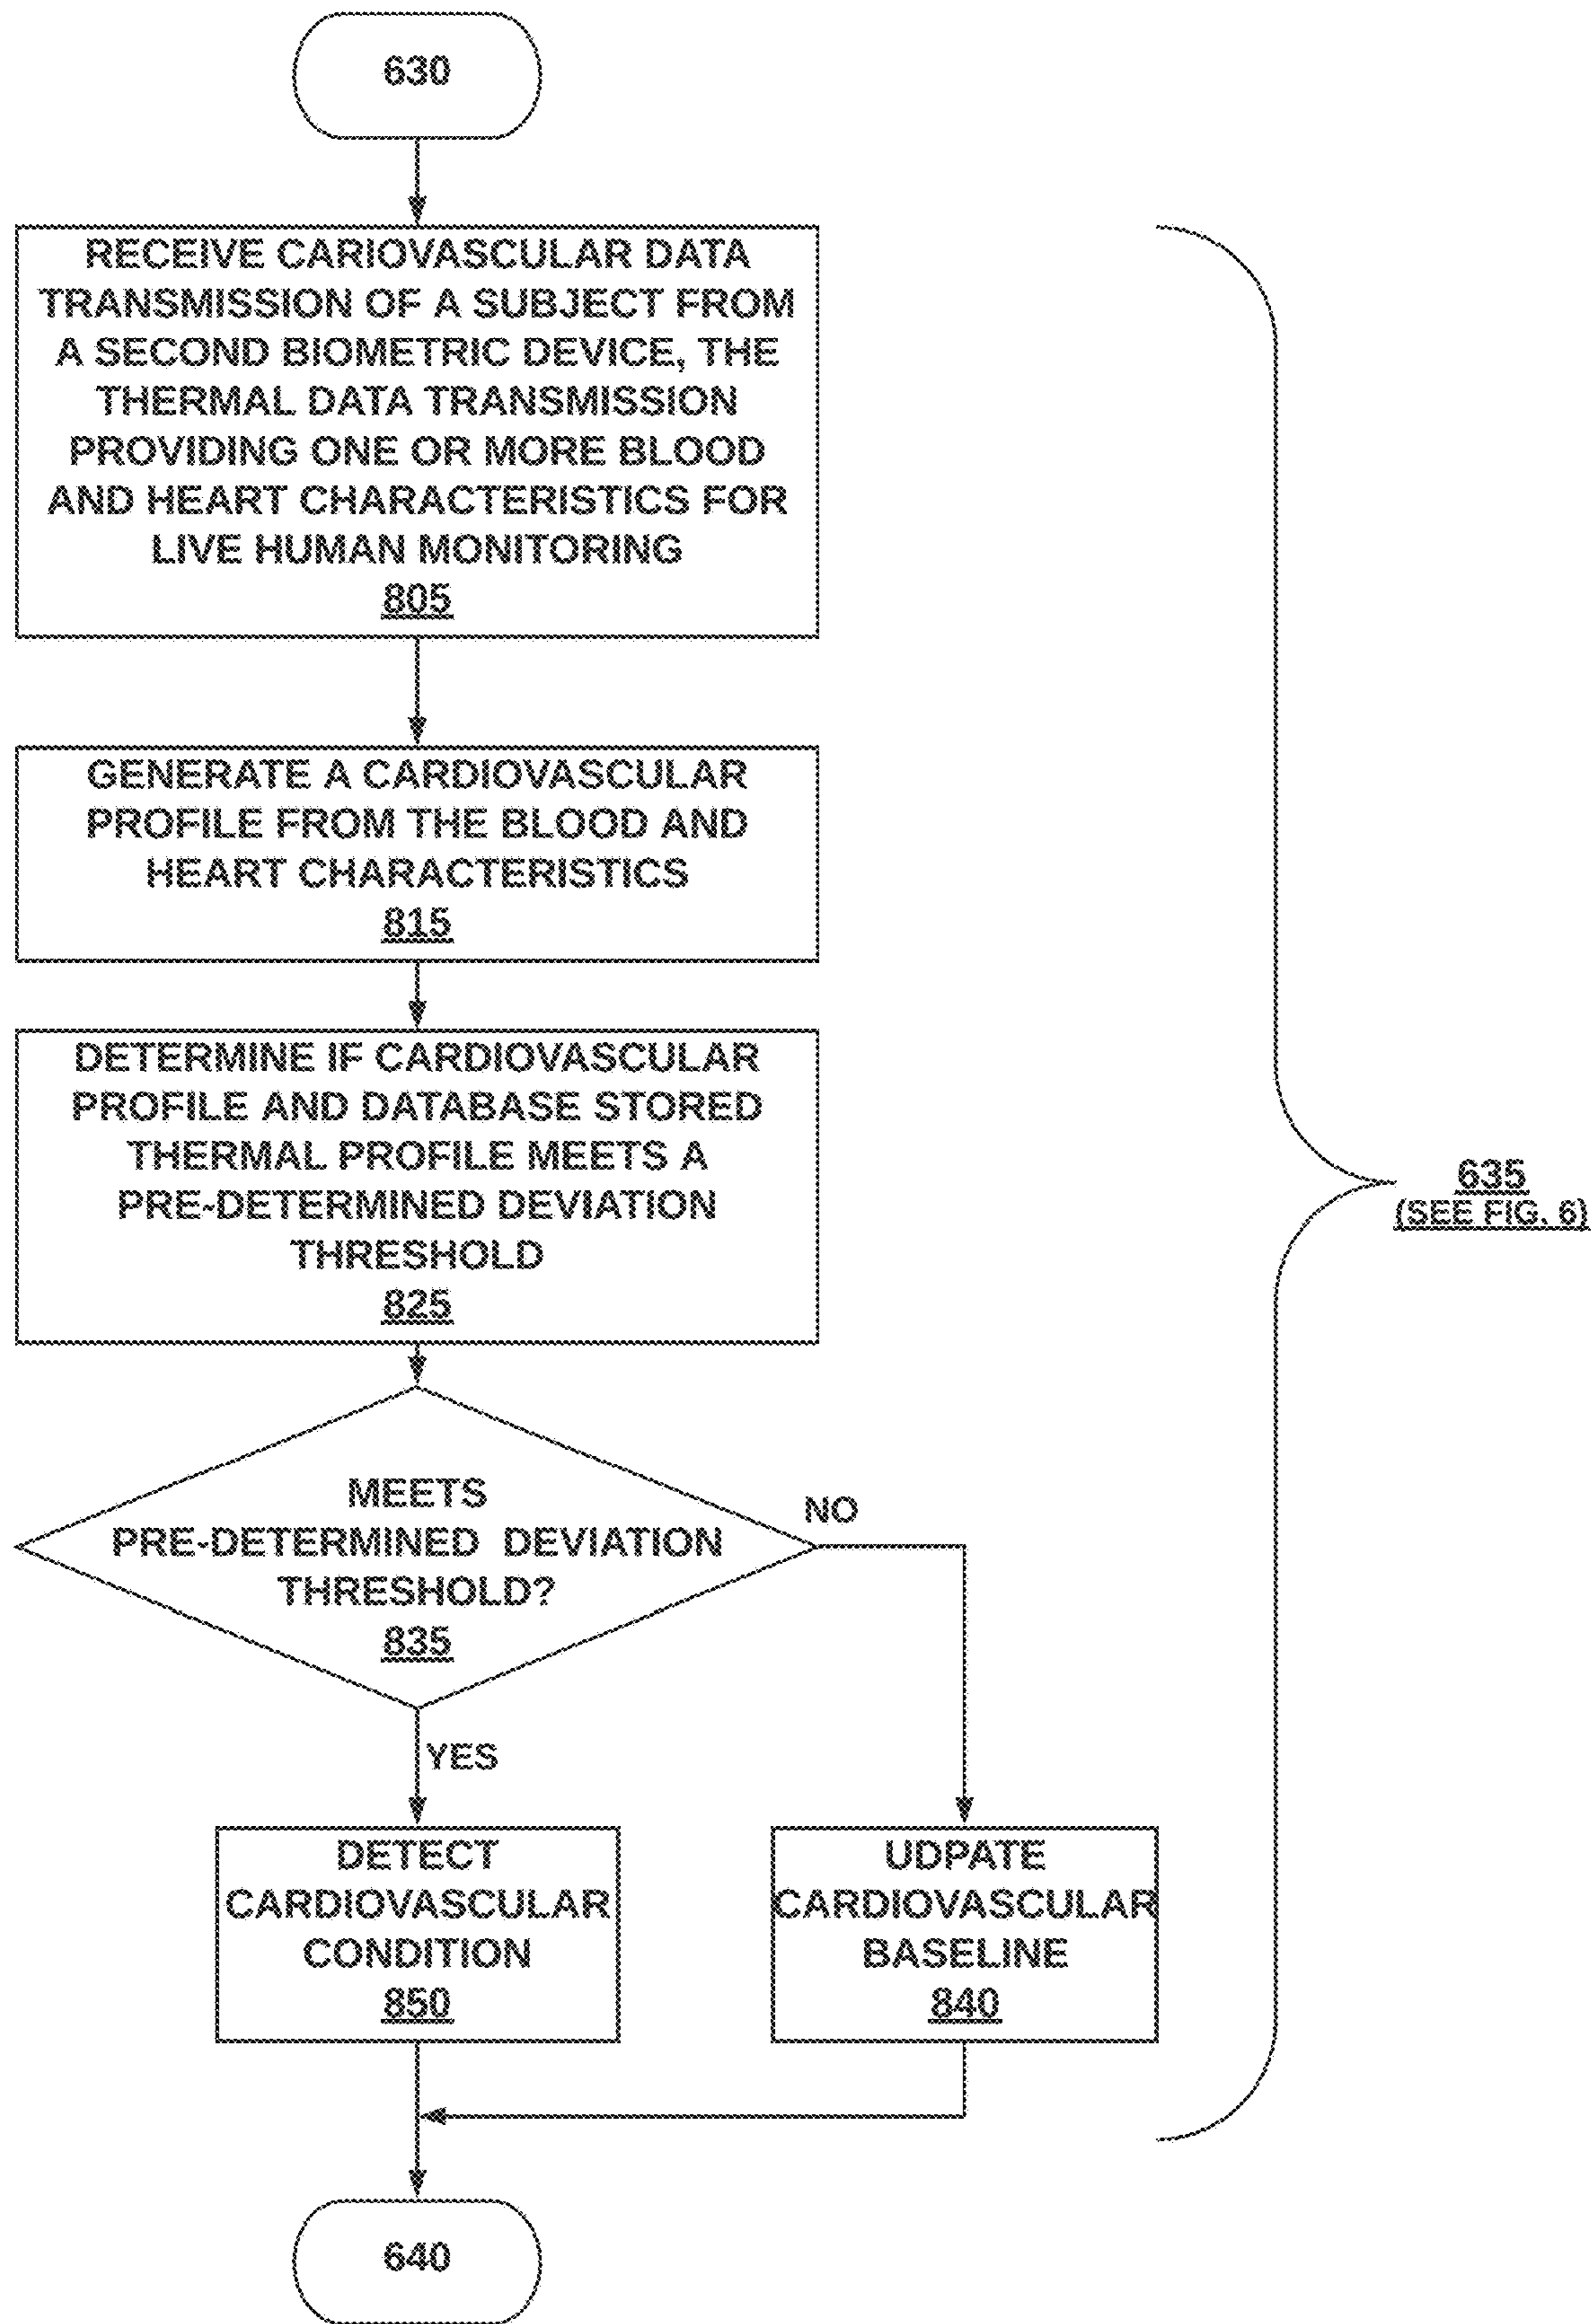 630
RECEIVE CARIOVASCULAR DATA
TRANSMISSION OF A SUBJECT FROM
A SECOND BIOMETRIC DEVICE, THE
THERMAL DATA TRANSMISSION
PROVIDING ONE OR MORE BLOOD
AND HEART CHARACTERISTICS FOR
LIVE HUMAN MONITORING
805
GENERATE A CARDIOVASCULAR
PROFILE FROM THE BLOOD AND
HEART CHARACTERISTICS
815
DETERMINE IF CARDIOVASCULAR
PROFILE AND DATABASE STORED
THERMAL PROFILE MEETS A
PRE-DETERMINED DEVIATION
THRESHOLD
825
635
(SEE FIG. 6)
MEETS
PRE-DETERMINED DEVIATION
THRESHOLD?
835
NO
YES
DETECT
CARDIOVASCULAR
CONDITION
850
UDPATE
CARDIOVASCULAR
BASELINE
840
640